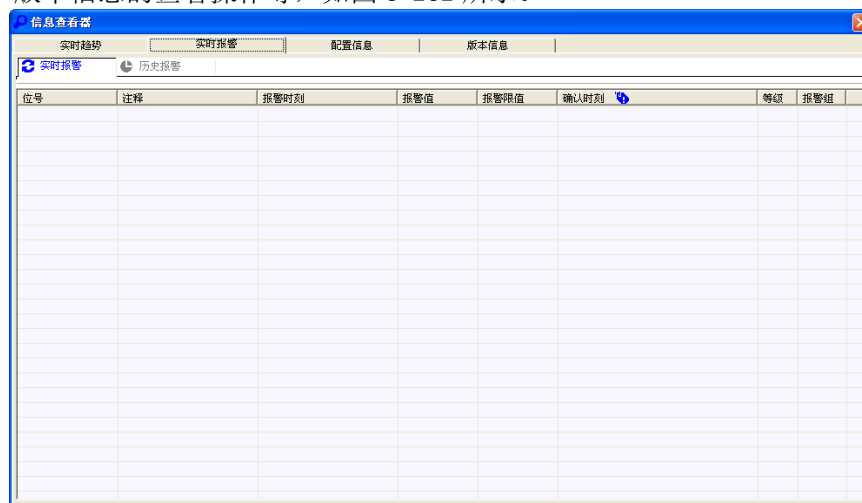 信息查看器
实时趋势 实时报警 配置信息 版本信息
实时报警 历史报警
位号 注释 报警时刻 报警值 报警限值 确认时刻 等级 报警组